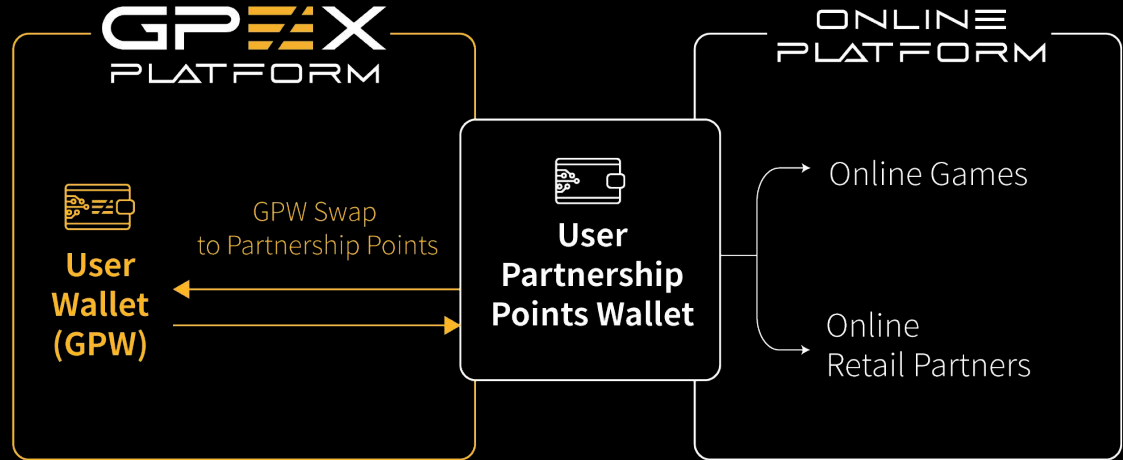 GPEX
PLATFORM
User
Wallet
(GPW)
GPW Swap
to Partnership Points
User
Partnership
Points Wallet
ONLINE
PLATFORM
Online Games
Online
Retail Partners